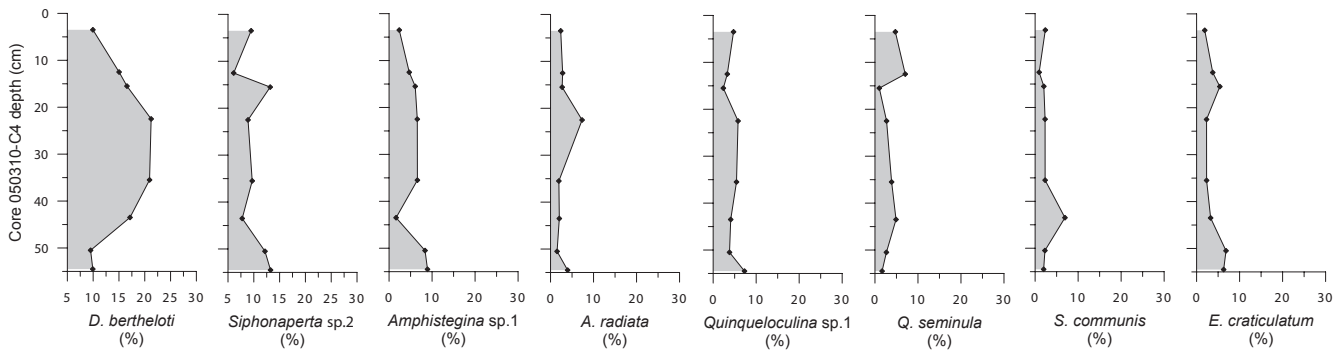 Core 050310-C4 depth (cm)
0
10
20
30
40
50
5 10 15 20 25 30
D. bertheloti
(%)
5 10 15 20 25 30
Siphonaperta sp.2
(%)
0 10 20 30
Amphistegina sp.1
(%)
0 10 20 30
A. radiata
(%)
0 10 20 30
Quinqueloculina sp.1
(%)
0 10 20 30
Q. seminula
(%)
0 10 20 30
S. communis
(%)
0 10 20 30
E. craticulatum
(%)